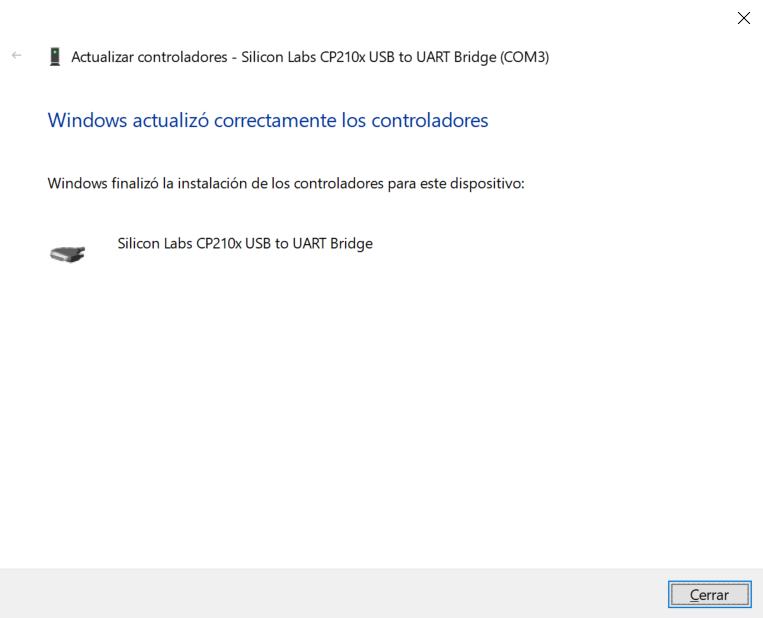 Actualizar controladores - Silicon Labs CP210x USB to UART Bridge (COM3)
Windows actualizó correctamente los controladores
Windows finalizó la instalación de los controladores para este dispositivo:
Silicon Labs CP210x USB to UART Bridge
Cerrar